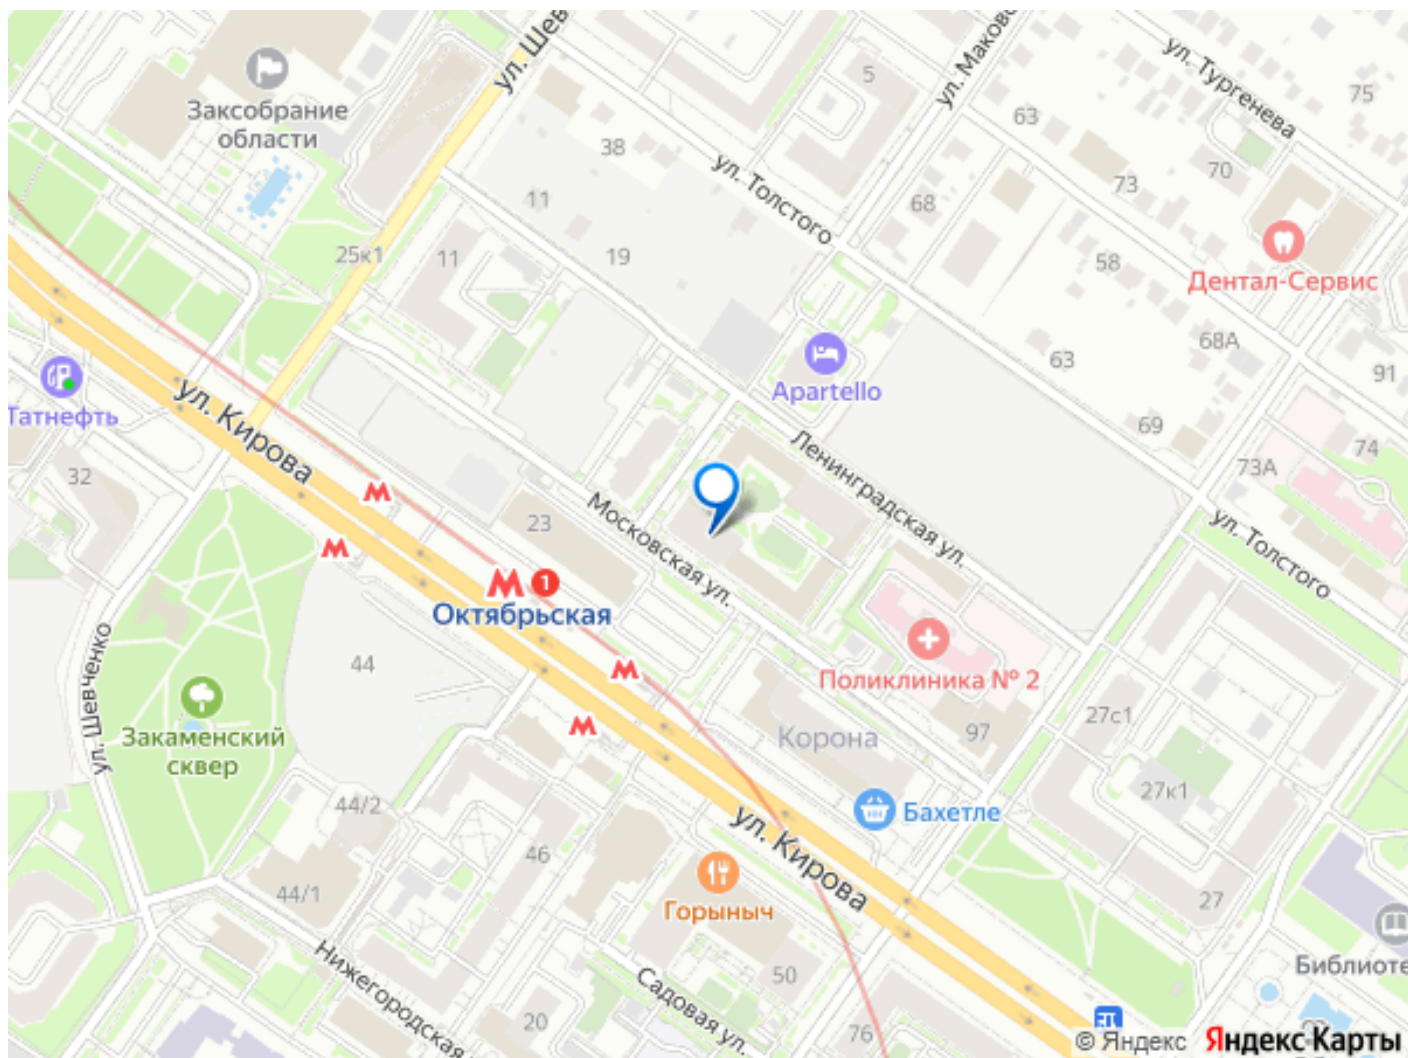 ул. Шев
ул. Маковс
ул. Тургенева
75
5
63
Заксобрание
области
38
ул. Толстого
70
73
68
11
25к1
11
19
58
Дентал-Сервис
68А
63
91
Apartello
Татнефть
ул. Кирова
69
74
73А
32
Ленинградская ул.
23
Московская ул.
ул. Толстого
1
Октябрьская
ул. Шевченко
44
Поликлиника № 2
27с1
97
Закаменский
сквер
Корона
27к1
44/2
Бахетле
ул. Кирова
46
44/1
27
Горыныч
Нижегородская
50
Библиоте
Садовая ул.
20
76
© Яндекс Яндекс Карты